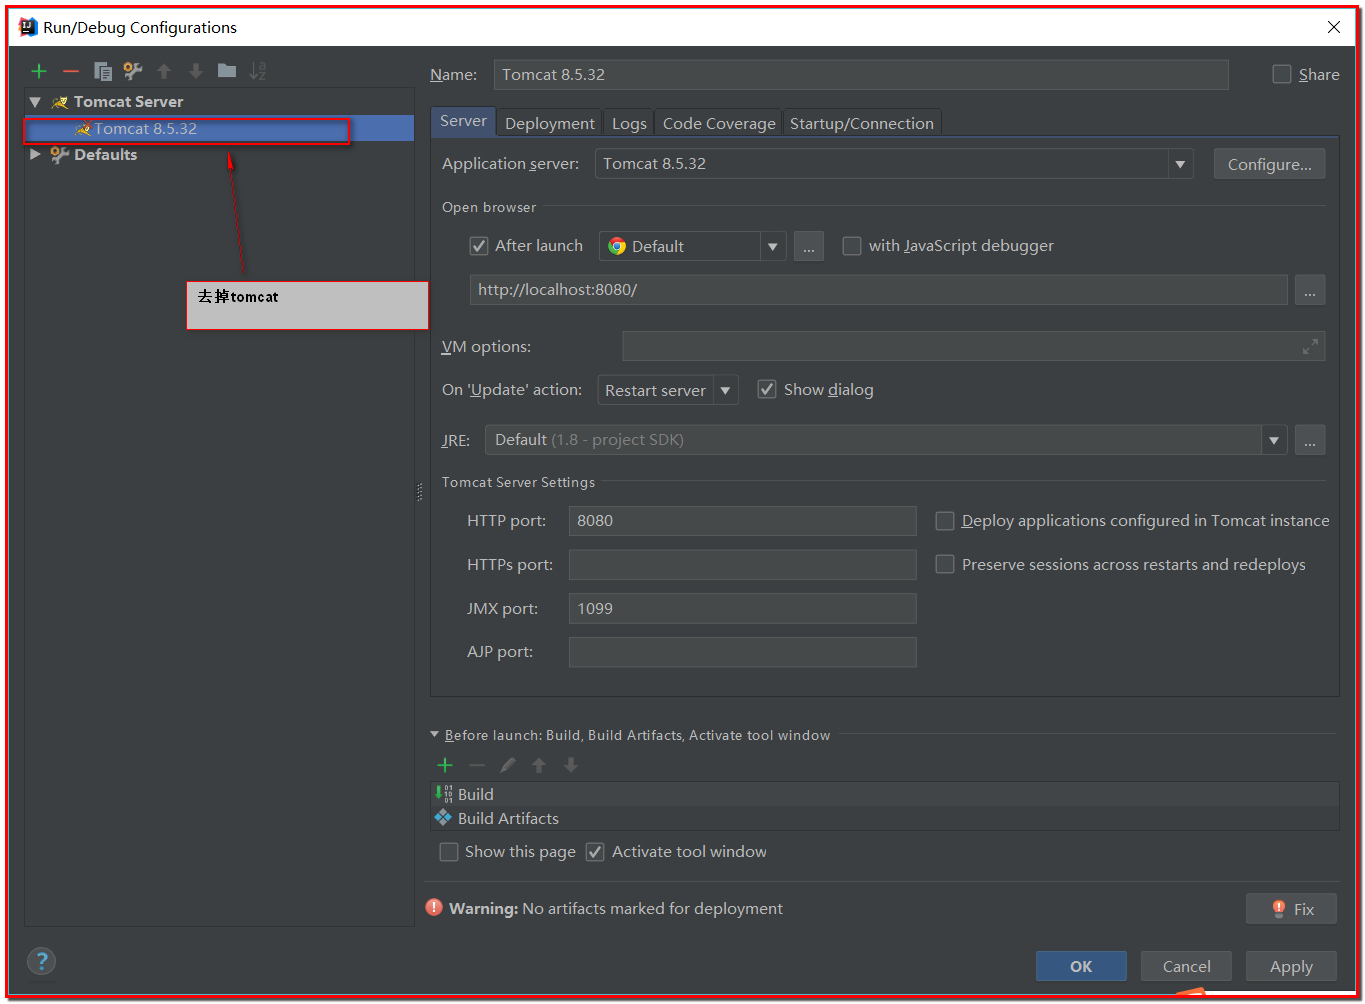 Run/Debug Configurations
Name: Tomcat 8.5.32 Share
Tomcat Server
Tomcat 8.5.32
Defaults
去掉tomcat
Server Deployment Logs Code Coverage Startup/Connection
Application server: Tomcat 8.5.32 Configure...
Open browser
After launch Default ... with JavaScript debugger
http://localhost:8080/ ...
VM options:
On 'Update' action: Restart server Show dialog
JRE: Default (1.8 - project SDK) ...
Tomcat Server Settings
HTTP port: 8080 Deploy applications configured in Tomcat instance
HTTPs port: Preserve sessions across restarts and redeploys
JMX port: 1099
AJP port:
Before launch: Build, Build Artifacts, Activate tool window
Build
Build Artifacts
Show this page Activate tool window
Warning: No artifacts marked for deployment Fix
? OK Cancel Apply